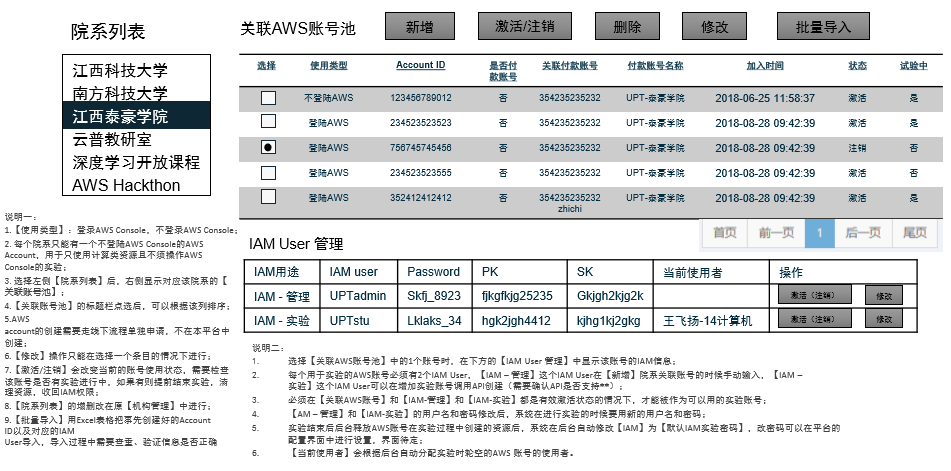 院系列表
江西科技大学
南方科技大学
江西泰豪学院
云普教研室
深度学习开放课程
AWS Hackthon
关联AWS账号池
新增
激活/注销
删除
修改
批量导入
选择 使用类型 Account ID 是否付款账号 关联付款账号 付款账号名称 加入时间 状态 试验中
不登陆AWS 123456789012 否 354235235232 UPT-泰豪学院 2018-06-25 11:58:37 激活 是
登陆AWS 234523523523 否 354235235232 UPT-泰豪学院 2018-08-28 09:42:39 激活 是
登陆AWS 756745745456 否 354235235232 UPT-泰豪学院 2018-08-28 09:42:39 注销 否
登陆AWS 234523523555 否 354235235232 UPT-泰豪学院 2018-08-28 09:42:39 激活 否
登陆AWS 352412412412 否 354235235232 UPT-泰豪学院 2018-08-28 09:42:39 激活 是
zhichi
首页 前一页 1 后一页 尾页
说明一：
1.【使用类型】：登录AWS Console，不登录AWS Console；
2. 每个院系只能有一个不登陆AWS Console的AWS
Account，用于只使用计算类资源且不须操作AWS
Console的实验；
3. 选择左侧【院系列表】后，右侧显示对应该院系的【
关联账号池】；
4.【关联账号池】的标题栏点选后，可以根据该列排序；
5.AWS
account的创建需要走线下流程单独申请，不在本平台中
创建；
6.【修改】操作只能在选择一个条目的情况下进行；
7.【激活/注销】会改变当前的账号使用状态，需要检查
该账号是否有实验进行中，如果有则提前结束实验，清
理资源，收回IAM权限；
8.【院系列表】的增删改在原【机构管理】中进行；
9.【批量导入】用Excel表格把事先创建好的Account
ID以及对应的IAM
User导入，导入过程中需要查重、验证信息是否正确
IAM User 管理
IAM用途 IAM user Password PK SK 当前使用者 操作
IAM - 管理 UPTadmin Skfj_8923 fjkgfkjg25235 Gkjgh2kjg2k 激活（注销） 修改
IAM - 实验 UPTstu Lklaks_34 hgk2jgh4412 kjhg1kj2gkg 王飞扬-14计算机 激活（注销） 修改
说明二：
1. 选择【关联AWS账号池】中的1个账号时，在下方的【IAM User 管理】中显示该账号的IAM信息；
2. 每个用于实验的AWS账号必须有2个IAM User，【IAM – 管理】这个IAM User在【新增】院系关联账号的时候手动输入，【IAM –
实验】这个IAM User可以在增加实验账号调用API创建（需要确认API是否支持**）；
3. 必须在【关联AWS账号】和【IAM-管理】和【IAM-实验】都是有效激活状态的情况下，才能被作为可以用的实验账号；
4. 【AM – 管理】和【IAM-实验】的用户名和密码修改后，系统在进行实验的时候要用新的用户名和密码；
5. 实验结束后后台释放AWS账号在实验过程中创建的资源后，系统在后台自动修改【IAM】为【默认IAM实验密码】，改密码可以在平台的
配置界面中进行设置，界面待定；
6. 【当前使用者】会根据后台自动分配实验时轮空的AWS 账号的使用者。